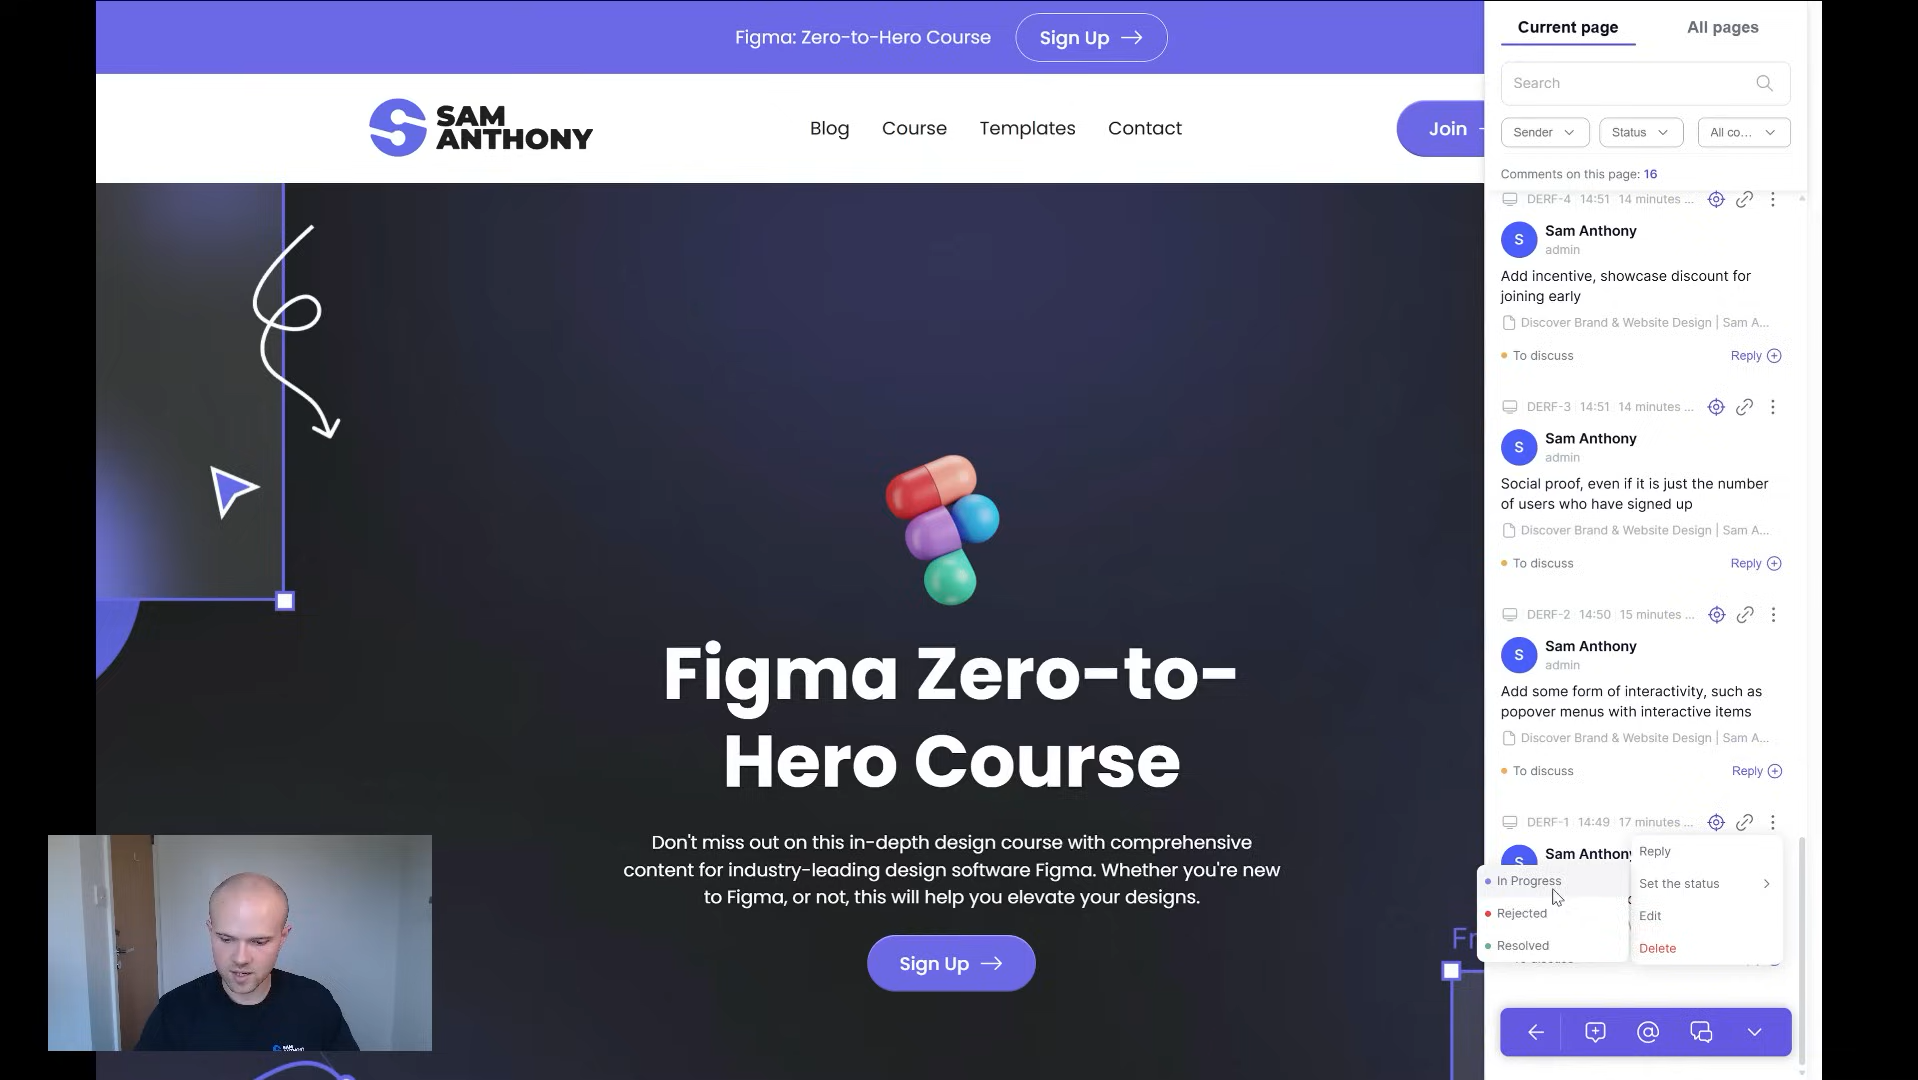 Figma: Zero-to-Hero Course
Sign Up
SAM
ANTHONY
Blog
Course
Templates
Contact
Join
Figma Zero-to-
Hero Course
Don't miss out on this in-depth design course with comprehensive
content for industry-leading design software Figma. Whether you're new
to Figma, or not, this will help you elevate your designs.
Sign Up
Fr
Current page
All pages
Search
Sender
Status
All co...
Comments on this page: 16
DERF-4 14:51 14 minutes ...
S
Sam Anthony
admin
Add incentive, showcase discount for
joining early
Discover Brand & Website Design | Sam A...
To discuss
Reply
DERF-3 14:51 14 minutes ...
S
Sam Anthony
admin
Social proof, even if it is just the number
of users who have signed up
Discover Brand & Website Design | Sam A...
To discuss
Reply
DERF-2 14:50 15 minutes ...
S
Sam Anthony
admin
Add some form of interactivity, such as
popover menus with interactive items
Discover Brand & Website Design | Sam A...
To discuss
Reply
DERF-1 14:49 17 minutes ...
S
Sam Anthony
Reply
Set the status
Edit
Delete
In Progress
Rejected
Resolved
SAM
ANTHONY